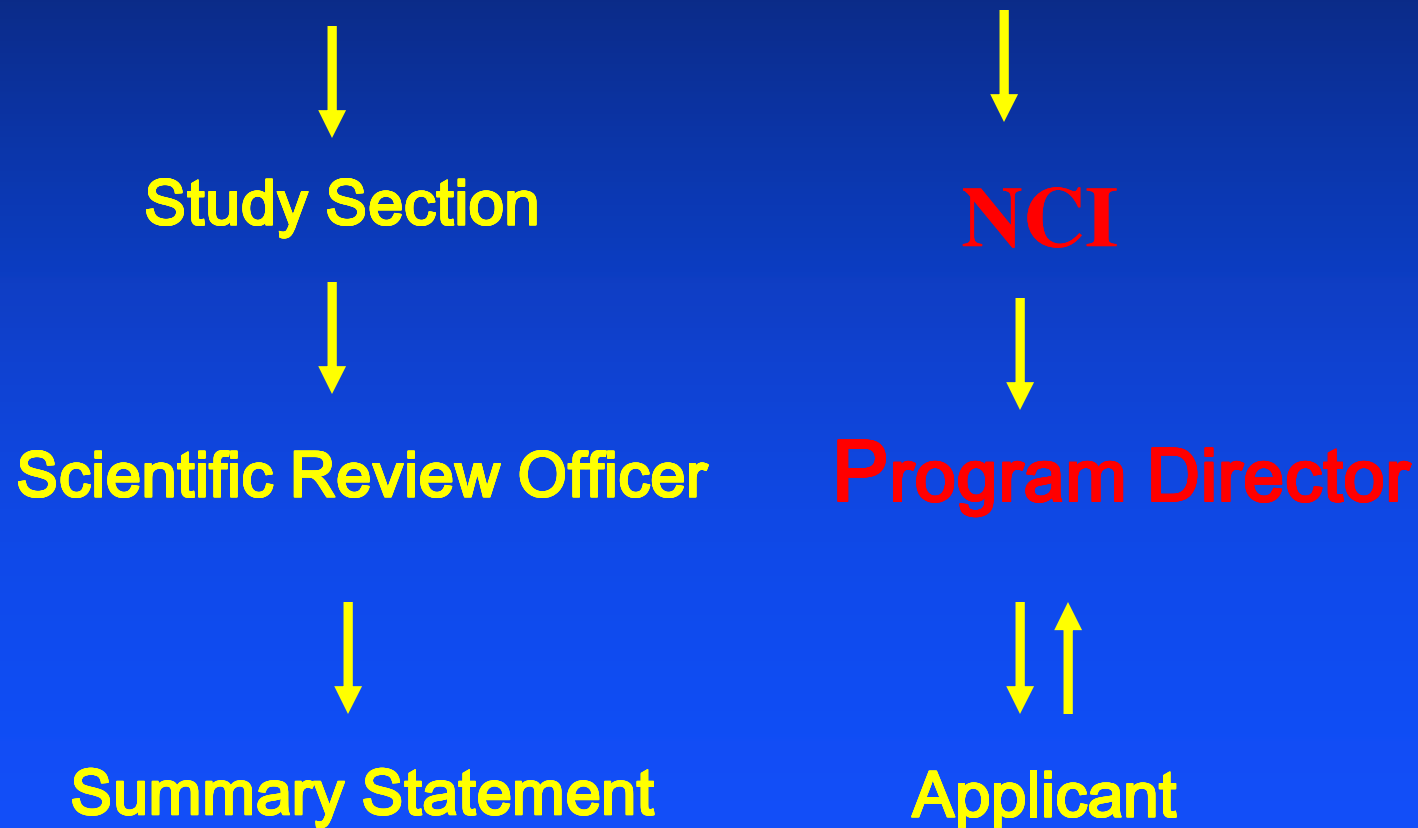 Study Section
NCI
Scientific Review Officer
Program Director
Summary Statement
Applicant